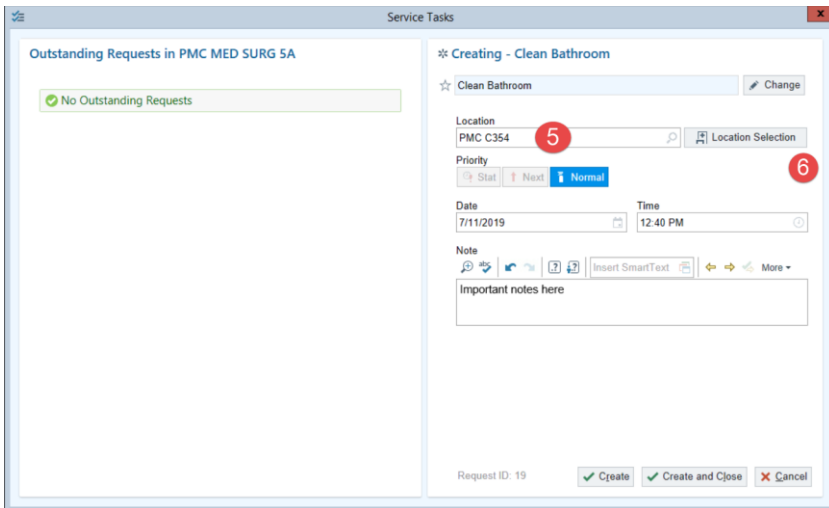 Service Tasks
x
Outstanding Requests in PMC MED SURG 5A
No Outstanding Requests
Creating - Clean Bathroom
Clean Bathroom
Change
Location
PMC C354
5
Location Selection
6
Priority
Stat
Next
Normal
Date
Time
7/11/2019
12:40 PM
Note
abc
?
?
Insert SmartText
More
Important notes here
Request ID: 19
Create
Create and Close
Cancel